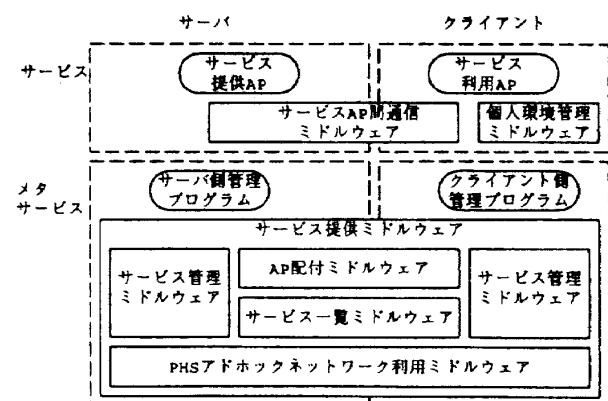 サーバ
クライアント
サービス
サービス
提供AP
サービス
利用AP
サービスAP間通信
ミドルウェア
個人環境管理
ミドルウェア
メタ
サービス
サーバ側管理
プログラム
クライアント側
管理プログラム
サービス提供ミドルウェア
サービス管理
ミドルウェア
AP配付ミドルウェア
サービス一覧ミドルウェア
サービス管理
ミドルウェア
PHSアドホックネットワーク利用ミドルウェア